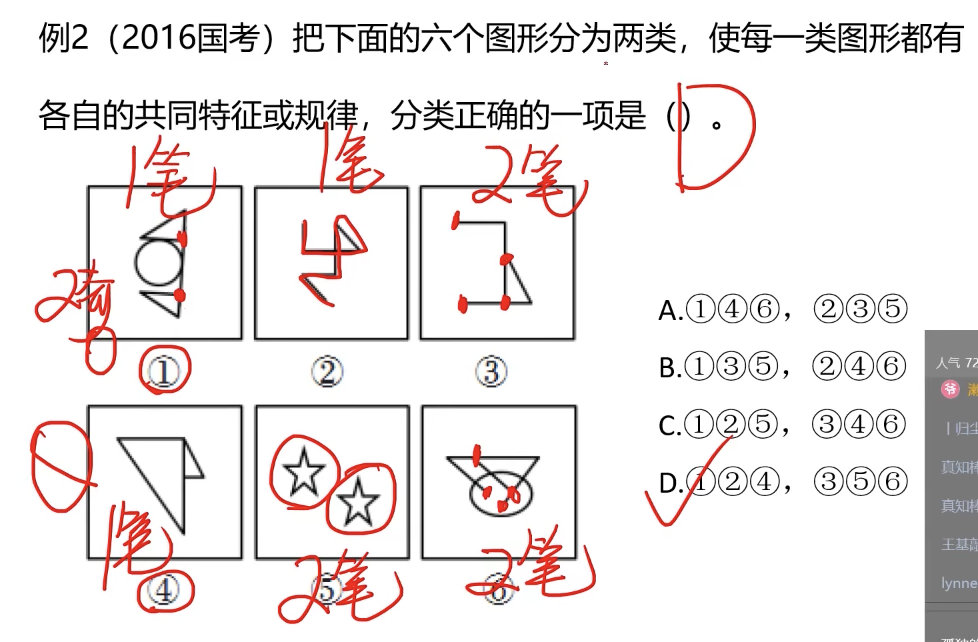 例2（2016国考）把下面的六个图形分为两类，使每一类图形都有
各自的共同特征或规律，分类正确的一项是（）。
D
1笔
1笔
2笔
2奇
0
①
②
③
A.①④⑥，②③⑤
B.①③⑤，②④⑥
C.①②⑤，③④⑥
D.①②④，③⑤⑥
1笔
2笔
2笔
④
⑤
⑥
人气 72
爷
丨归尘
真知棒
真知棒
lynne